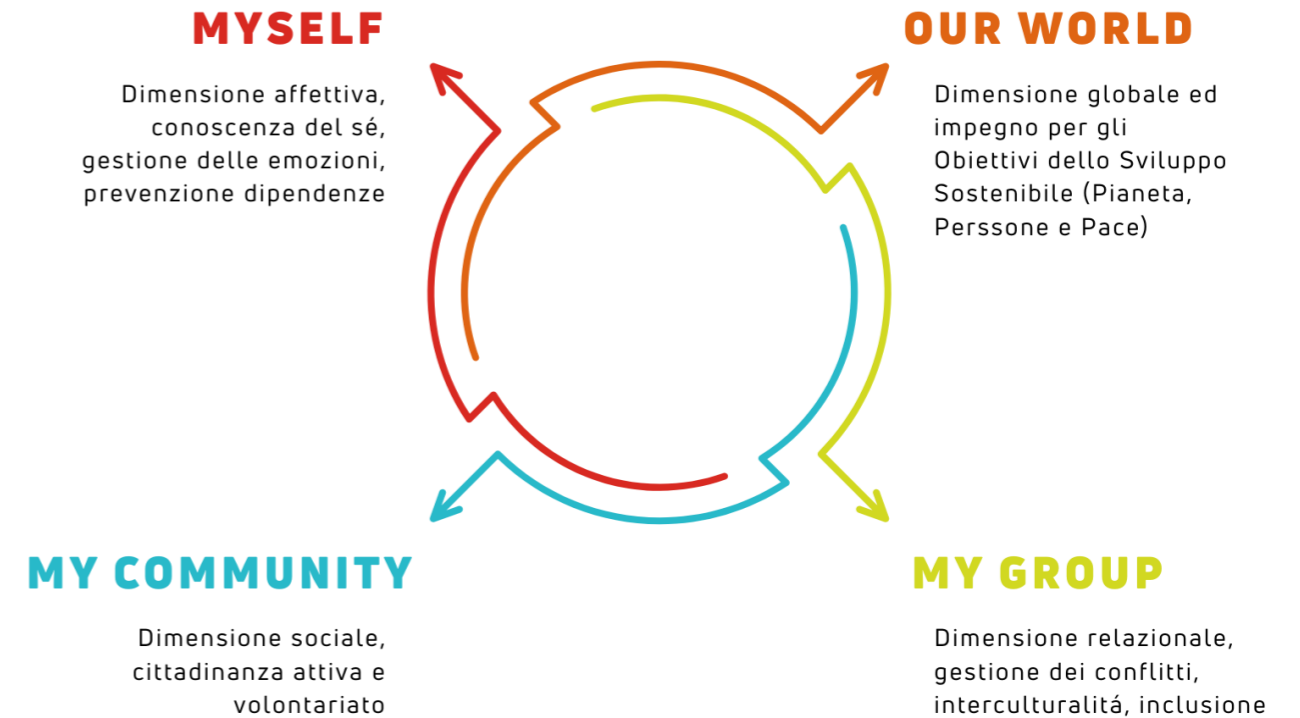 MYSELF
Dimensione affettiva,
conoscenza del sé,
gestione delle emozioni,
prevenzione dipendenze
OUR WORLD
Dimensione globale ed
impegno per gli
Obiettivi dello Sviluppo
Sostenibile (Pianeta,
Perssone e Pace)
MY COMMUNITY
Dimensione sociale,
cittadinanza attiva e
volontariato
MY GROUP
Dimensione relazionale,
gestione dei conflitti,
interculturalitá, inclusione